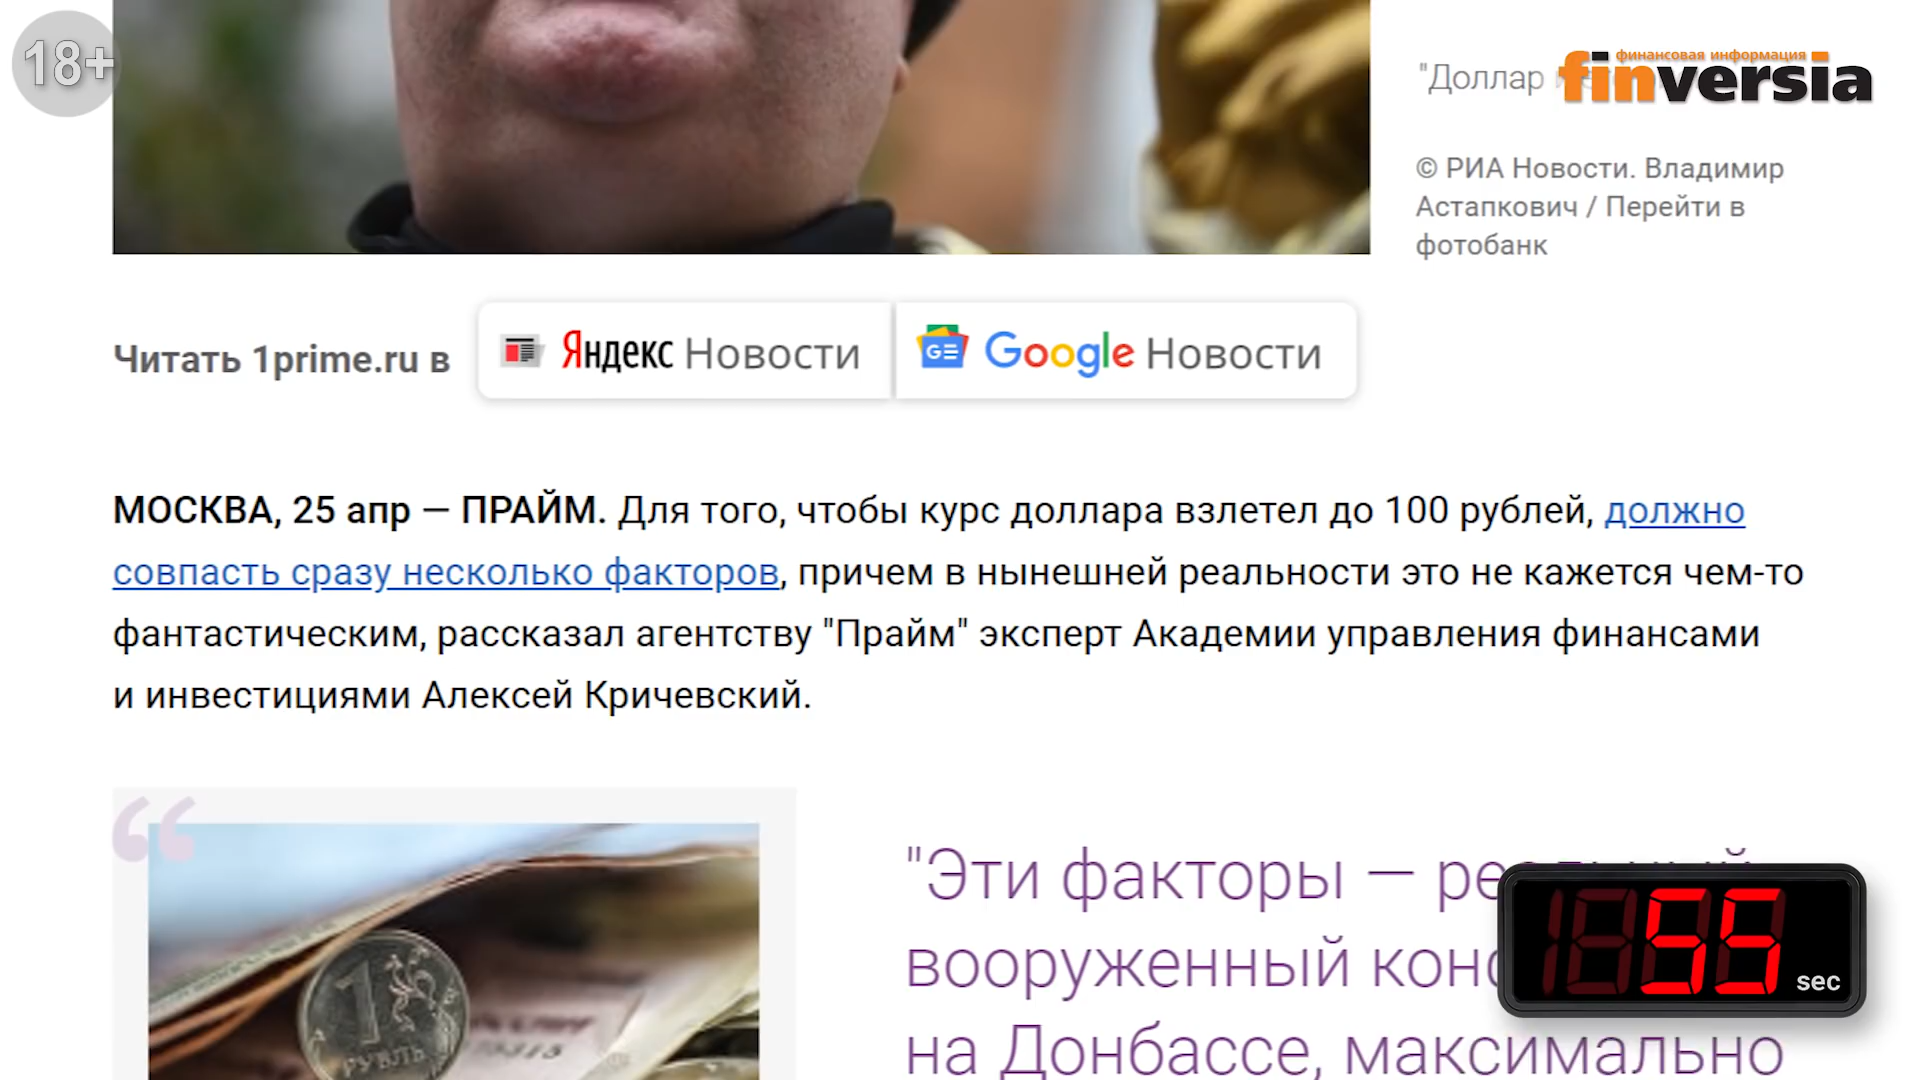 18+
финансовая информация
finversia
"Доллар
© РИА Новости. Владимир
Астапкович / Перейти в
фотобанк
Читать 1prime.ru в
Яндекс Новости
GE Google Новости
МОСКВА, 25 апр — ПРАЙМ. Для того, чтобы курс доллара взлетел до 100 рублей, должно
совпасть сразу несколько факторов, причем в нынешней реальности это не кажется чем-то
фантастическим, рассказал агентству "Прайм" эксперт Академии управления финансами
и инвестициями Алексей Кричевский.
"Эти факторы —
вооруженный
на Донбассе, максимально
55 sec
1
РУБЛЬ